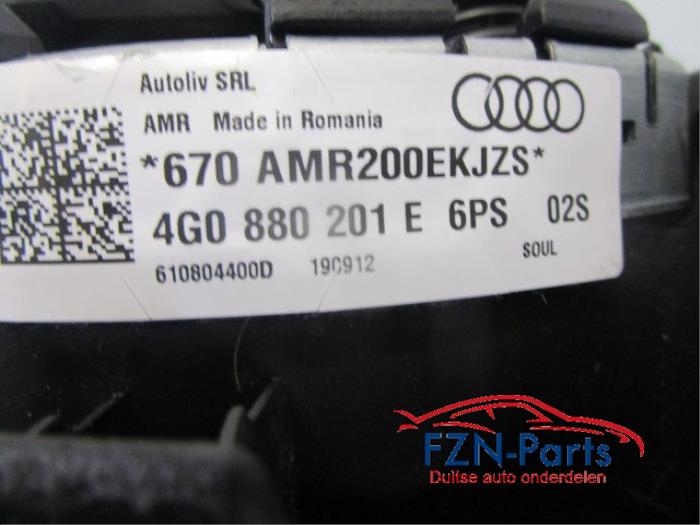 Autoliv SRL
AMR Made in Romania
*670 AMR200EKJZS*
4G0 880 201 E 6PS 02S
610804400D 190912 SOUL
FZN-Parts
Duitse auto onderdelen